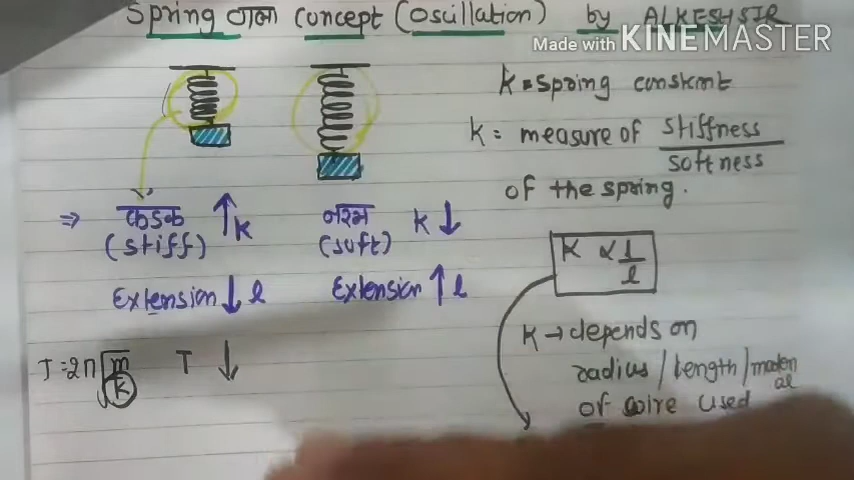 Spring वाला concept (Oscillation) by ALKESH SIR
Made with KINEMASTER
K = spring constant
K = measure of stiffness / softness
of the spring.
⇒ कडक ↑K नरम K↓
(stiff) (soft)
Extension ↓ l Extension ↑ l
K ∝ 1/l
K → depends on
radius / length / material
of wire used
T = 2π√(m/k) T ↓